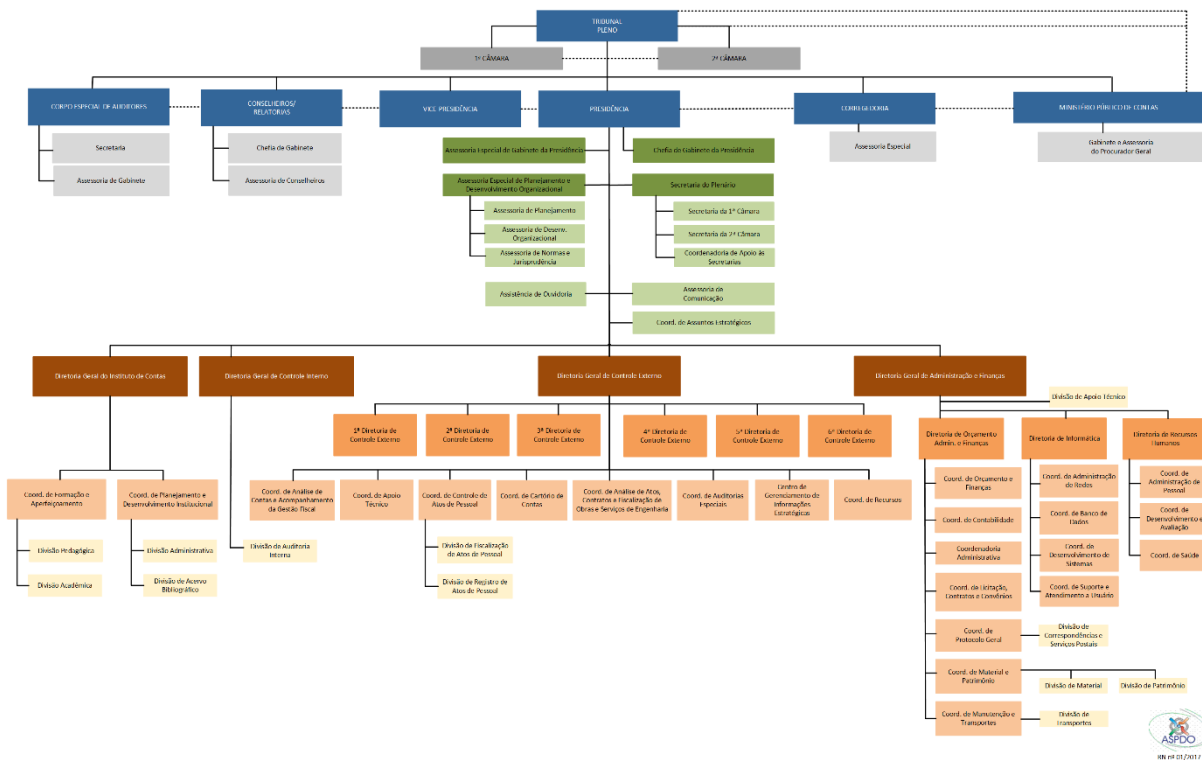 TRIBUNAL
PLENO
1ª CÂMARA
2ª CÂMARA
CORPO ESPECIAL DE AUDITORES
CONSELHEIROS/
RELATORIAS
VICE PRESIDÊNCIA
PRESIDÊNCIA
CORREGEDORIA
MINISTÉRIO PÚBLICO DE CONTAS
Secretaria
Assessoria de Gabinete
Chefia de Gabinete
Assessoria de Conselheiros
Assessoria Especial de Gabinete da Presidência
Chefia de Gabinete da Presidência
Assessoria Especial
Gabinete e Assessoria
do Procurador Geral
Assessoria Especial de Planejamento e
Desenvolvimento Organizacional
Secretaria do Plenário
Assessoria de Planejamento
Assessoria de Desenv.
Organizacional
Assessoria de Normas e
Jurisprudência
Secretaria da 1ª Câmara
Secretaria da 2ª Câmara
Coordenadoria de Apoio às
Secretarias
Assistência de Ouvidoria
Assessoria de
Comunicação
Coord. de Assuntos Estratégicos
Diretoria Geral do Instituto de Contas
Diretoria Geral de Controle Interno
Diretoria Geral de Controle Externo
Diretoria Geral de Administração e Finanças
Divisão de Apoio Técnico
1ª Diretoria de
Controle Externo
2ª Diretoria de
Controle Externo
3ª Diretoria de
Controle Externo
4ª Diretoria de
Controle Externo
5ª Diretoria de
Controle Externo
6ª Diretoria de
Controle Externo
Diretoria de Orçamento
Admin. e Finanças
Diretoria de Informática
Diretoria de Recursos
Humanos
Coord. de Formação e
Aperfeiçoamento
Coord. de Planejamento e
Desenvolvimento Institucional
Divisão Pedagógica
Divisão Acadêmica
Divisão Administrativa
Divisão de Acervo
Bibliográfico
Divisão de Auditoria
Interna
Coord. de Análise de
Contas e Acompanhamento
da Gestão Fiscal
Coord. de Apoio
Técnico
Coord. de Controle de
Atos de Pessoal
Coord. de Cartório de
Contas
Coord. de Análise de Atos,
Contratos e Fiscalização de
Obras e Serviços de Engenharia
Coord. de Auditorias
Especiais
Centro de
Gerenciamento de
Informações
Estratégicas
Coord. de Recursos
Divisão de Fiscalização
de Atos de Pessoal
Divisão de Registro de
Atos de Pessoal
Coord. de Orçamento e
Finanças
Coord. de Contabilidade
Coordenadoria
Administrativa
Coord. de Licitação,
Contratos e Convênios
Coord. de
Protocolo Geral
Coord. de Material e
Patrimônio
Coord. de Manutenção e
Transportes
Coord. de Administração
de Redes
Coord. de Banco de
Dados
Coord. de
Desenvolvimento de
Sistemas
Coord. de Suporte e
Atendimento a Usuário
Coord. de
Administração de
Pessoal
Coord. de
Desenvolvimento e
Avaliação
Coord. de Saúde
Divisão de
Correspondências e
Serviços Postais
Divisão de Material
Divisão de Patrimônio
Divisão de
Transportes
ASPDO
RN nº 01/2017